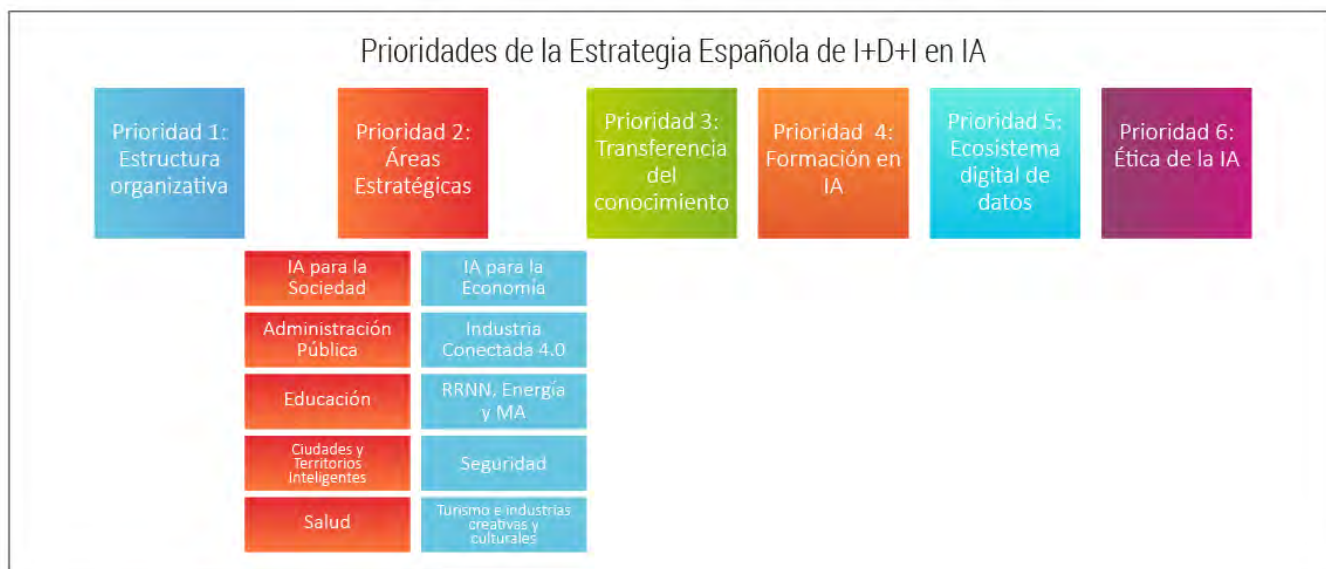 Prioridades de la Estrategia Española de I+D+I en IA
Prioridad 1:
Estructura
organizativa
Prioridad 2:
Áreas
Estratégicas
Prioridad 3:
Transferencia
del
conocimiento
Prioridad 4:
Formación en
IA
Prioridad 5:
Ecosistema
digital de
datos
Prioridad 6:
Ética de la IA
IA para la
Sociedad
IA para la
Economía
Administración
Pública
Industria
Conectada 4.0
Educación
RRNN, Energía
y MA
Ciudades y
Territorios
Inteligentes
Seguridad
Salud
Turismo e industrias
creativas y
culturales